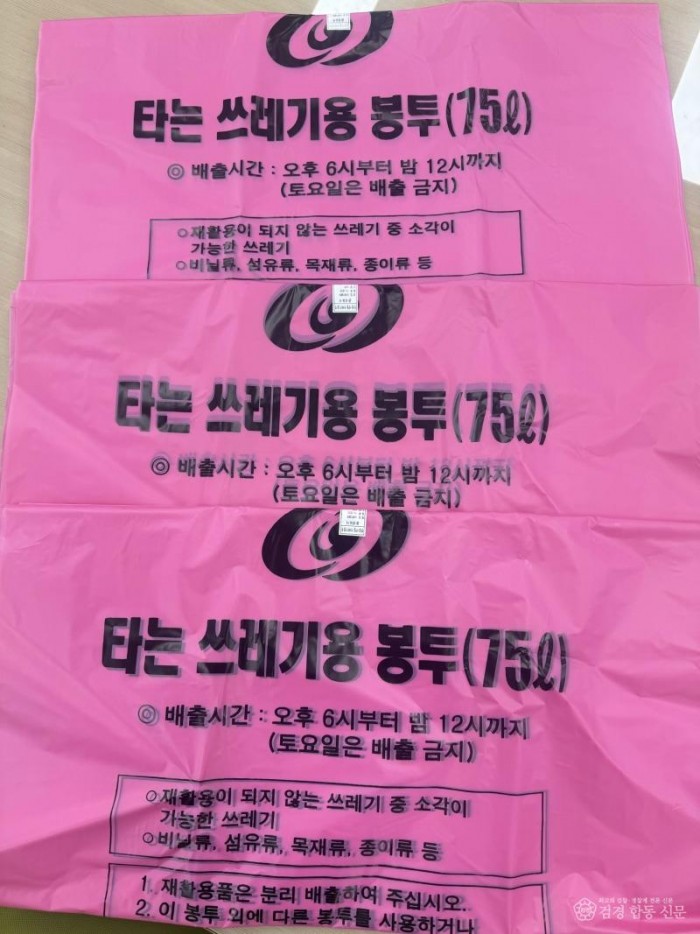 타는 쓰레기용 봉투(75ℓ)
◎ 배출시간 : 오후 6시부터 밤 12시까지
(토요일은 배출 금지)
○재활용이 되지 않는 쓰레기 중 소각이
가능한 쓰레기
○비닐류, 섬유류, 목재류, 종이류 등
타는 쓰레기용 봉투(75ℓ)
◎ 배출시간 : 오후 6시부터 밤 12시까지
(토요일은 배출 금지)
타는 쓰레기용 봉투(75ℓ)
◎ 배출시간 : 오후 6시부터 밤 12시까지
(토요일은 배출 금지)
○재활용이 되지 않는 쓰레기 중 소각이
가능한 쓰레기
○비닐류, 섬유류, 목재류, 종이류 등
1. 재활용품은 분리 배출하여 주십시오..
2. 이 봉투 외에 다른 봉투를 사용하거나
검경 합동 신문